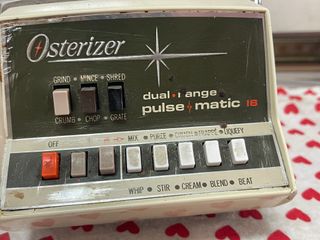 Osterizer
GRIND • MINCE • SHRED
CRUMB • CHOP • GRATE
dual range
pulse matic 16
OFF MIX • PUREE • LIQUEFY
WHIP • STIR • CREAM • BLEND • BEAT